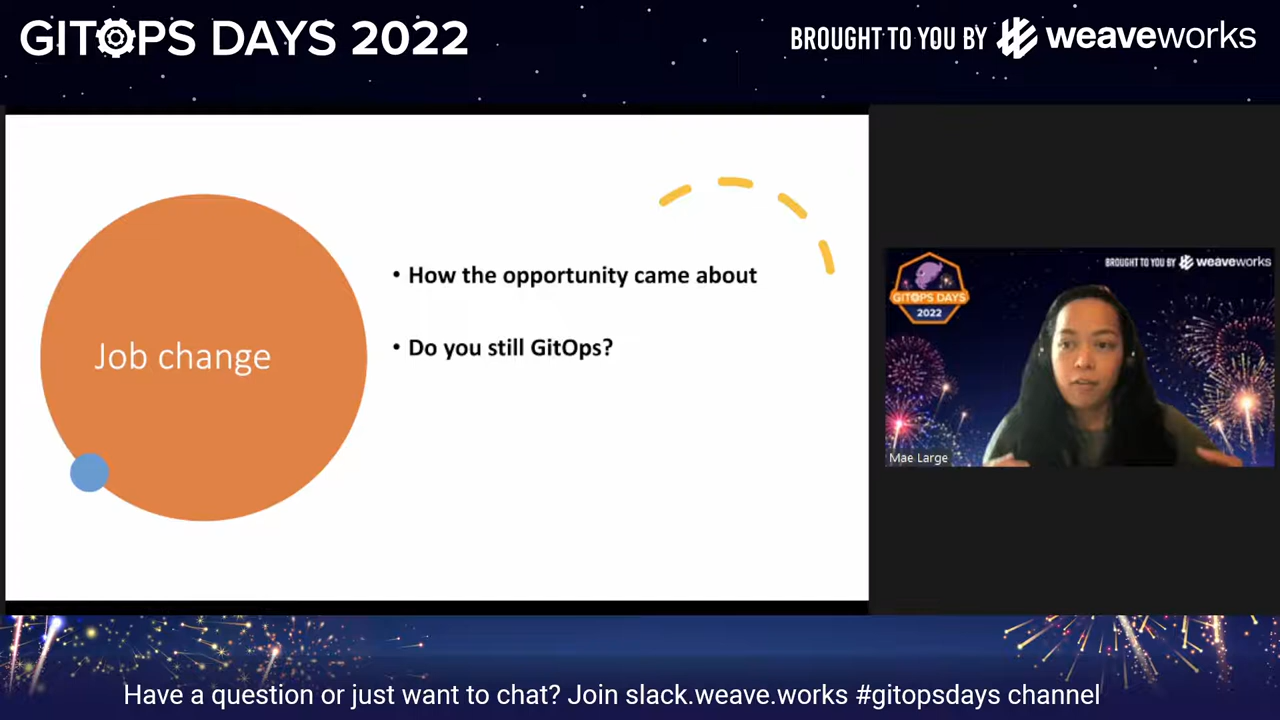 GITOPS DAYS 2022
BROUGHT TO YOU BY weaveworks
Job change
• How the opportunity came about
• Do you still GitOps?
BROUGHT TO YOU BY weaveworks
GITOPS DAYS
2022
Mae Large
Have a question or just want to chat? Join slack.weave.works #gitopsdays channel